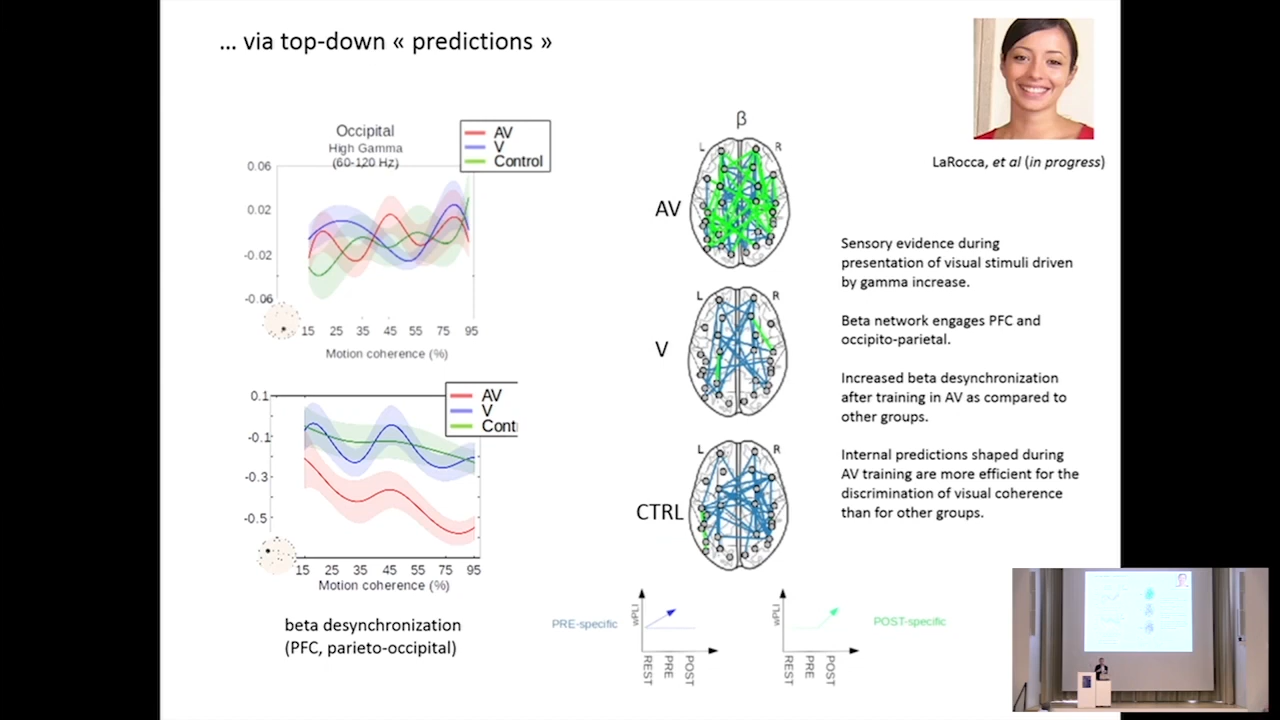 ... via top-down « predictions »
Occipital
High Gamma
(60-120 Hz)
AV
V
Control
0.06
0.02
-0.02
-0.06
15 25 35 45 55 65 75 85 95
Motion coherence (%)
AV
V
Cont
0.1
-0.1
-0.3
-0.5
15 25 35 45 55 65 75 85 95
Motion coherence (%)
beta desynchronization
(PFC, parieto-occipital)
β
L R
AV
L R
V
L R
CTRL
PRE-specific
WPLI
REST
PRE
POST
WPLI
REST
PRE
POST
POST-specific
LaRocca, et al (in progress)
Sensory evidence during
presentation of visual stimuli driven
by gamma increase.
Beta network engages PFC and
occipito-parietal.
Increased beta desynchronization
after training in AV as compared to
other groups.
Internal predictions shaped during
AV training are more efficient for the
discrimination of visual coherence
than for other groups.